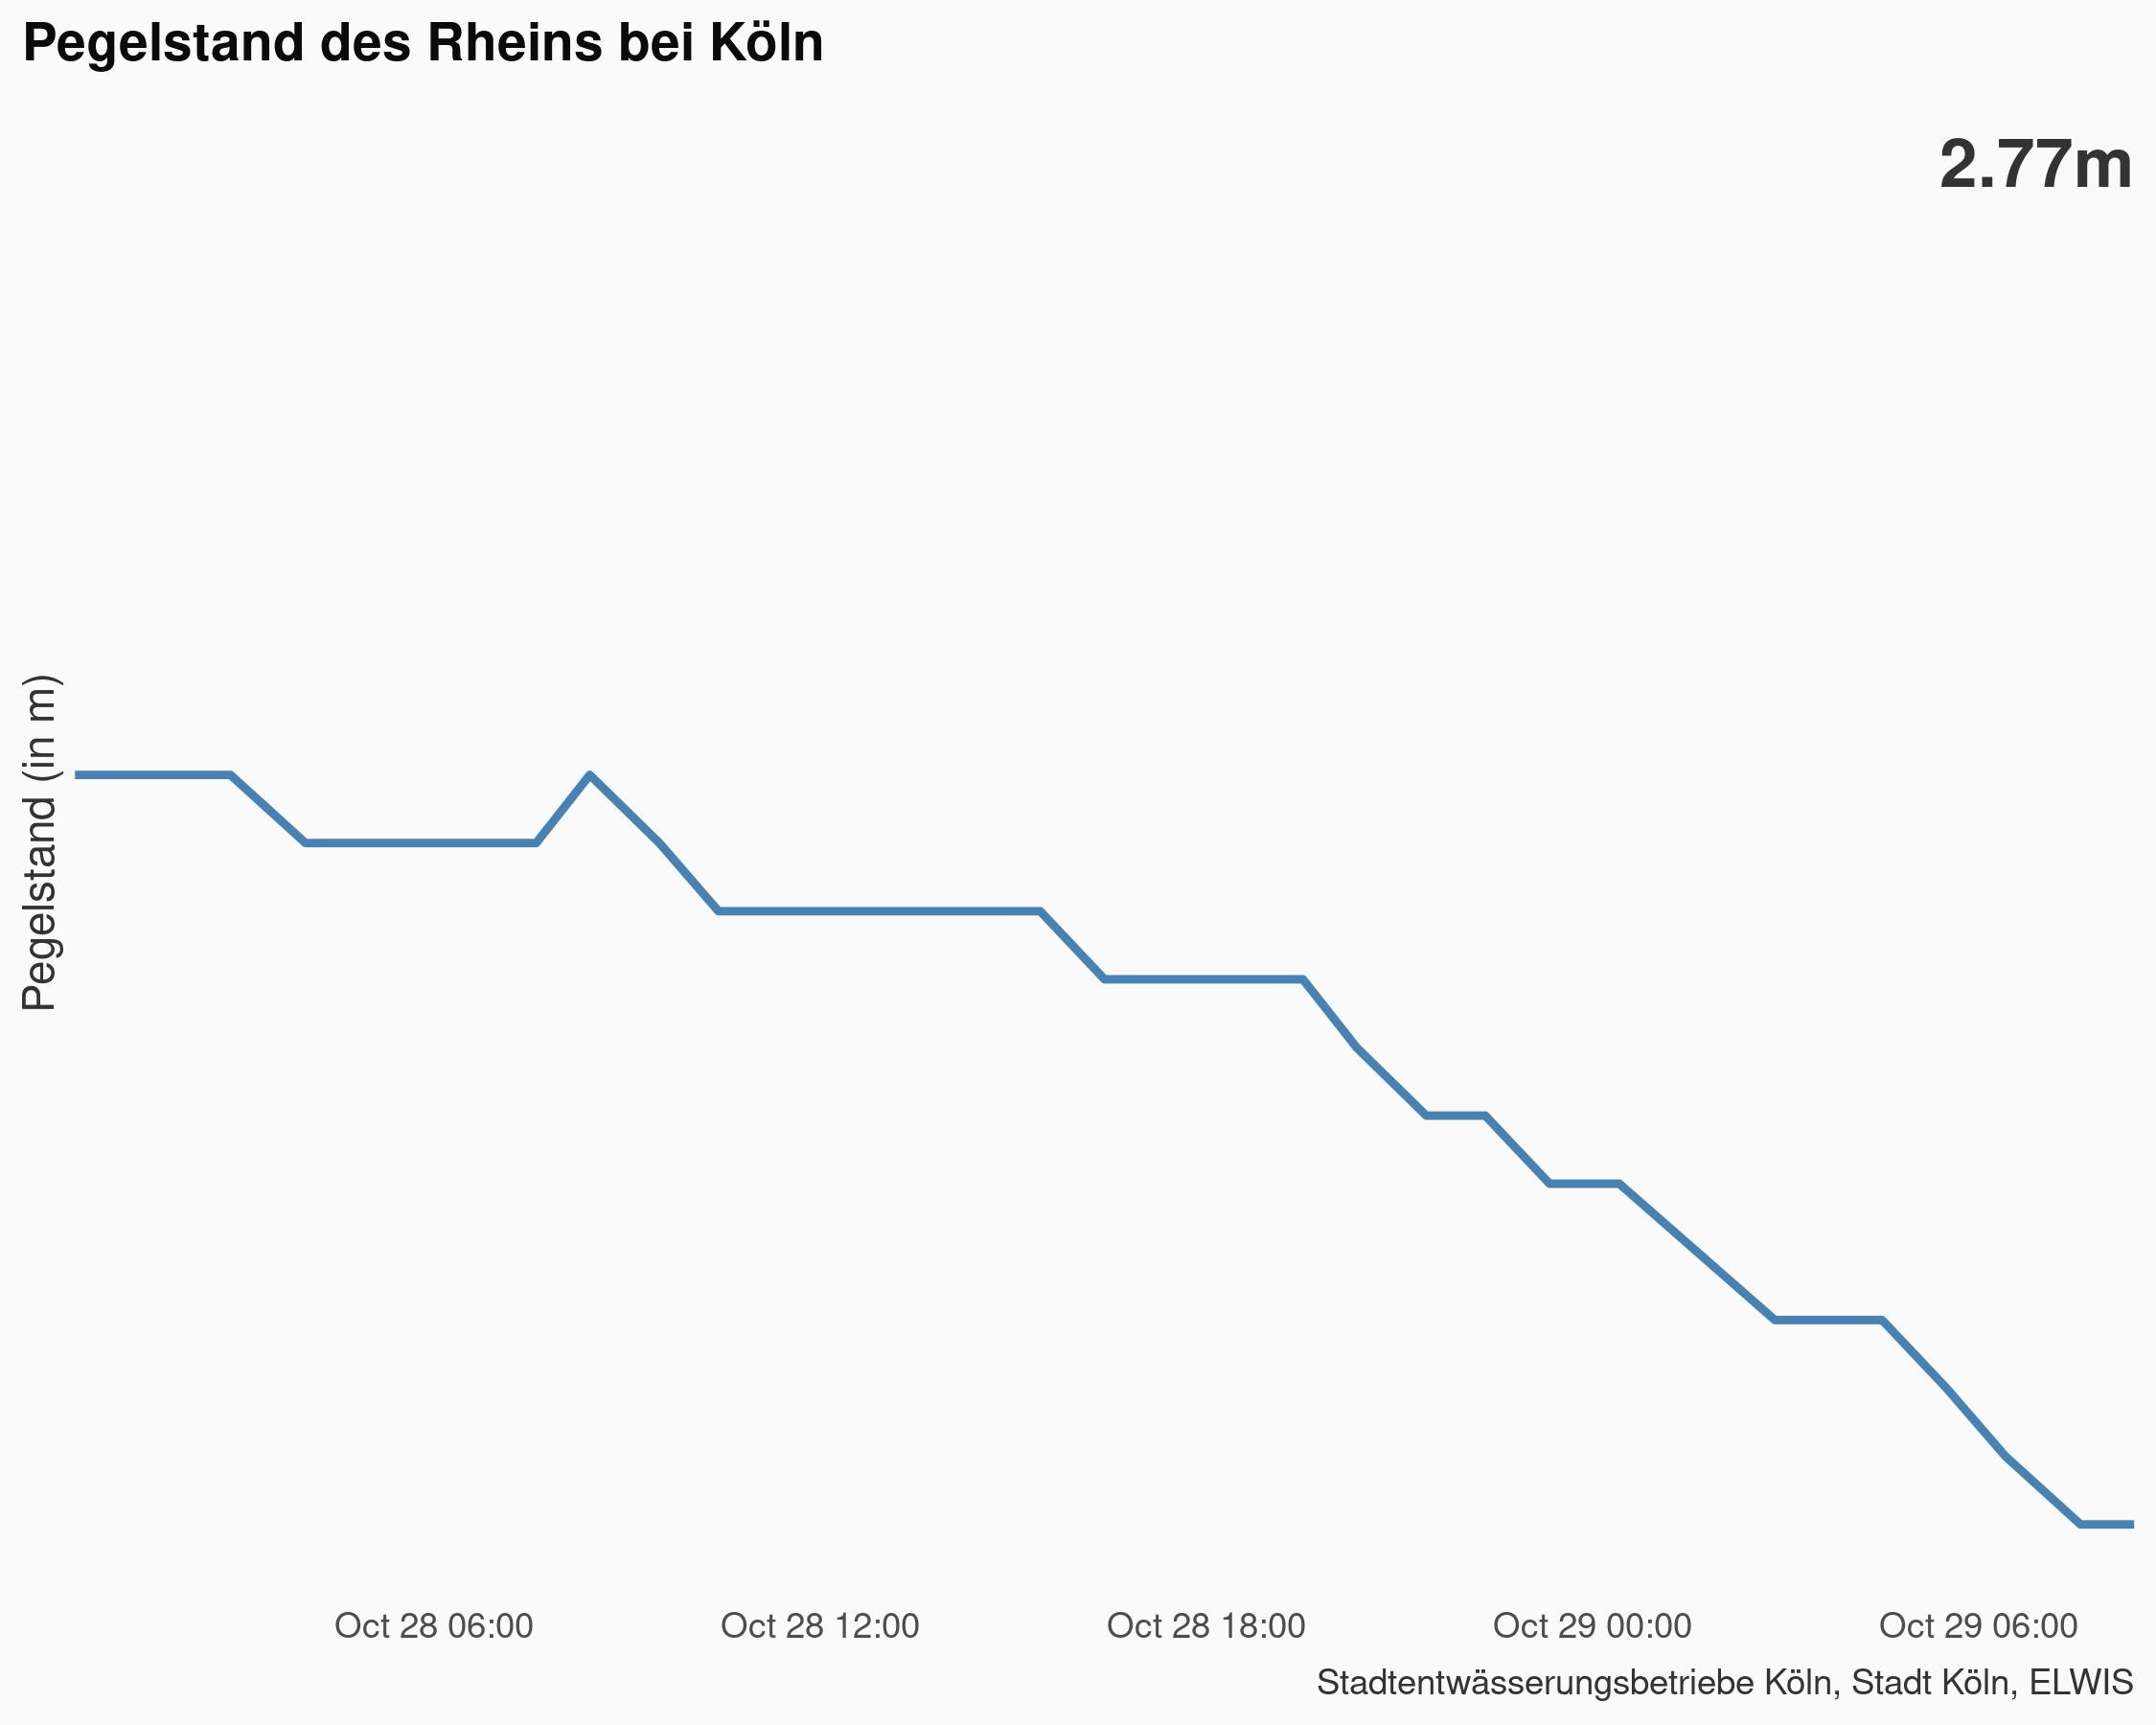 Pegelstand des Rheins bei Köln
2.77m
Pegelstand (in m)
Oct 28 06:00 Oct 28 12:00 Oct 28 18:00 Oct 29 00:00 Oct 29 06:00
Stadtentwässerungsbetriebe Köln, Stadt Köln, ELWIS